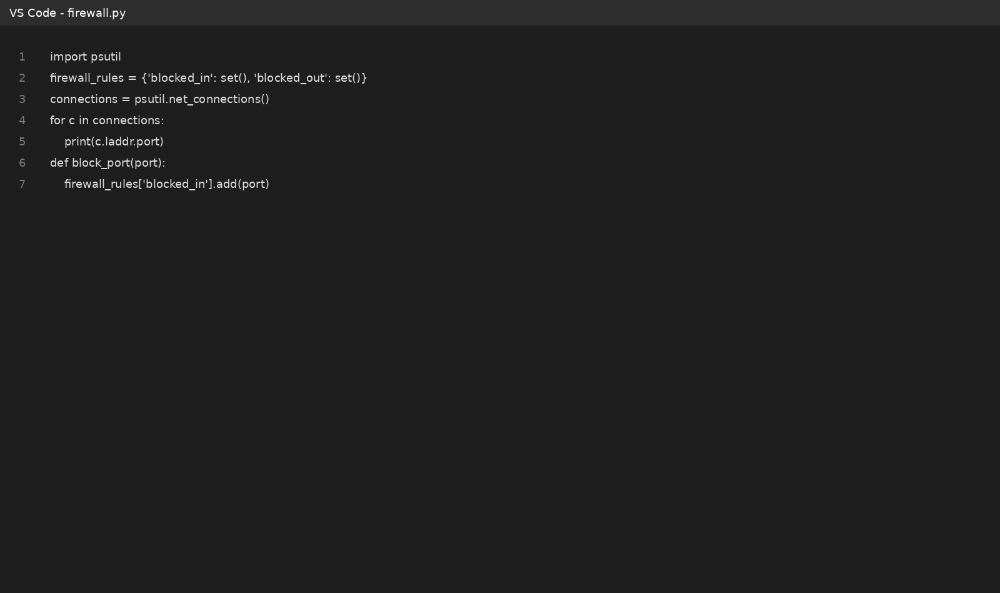 VS Code - firewall.py
1 import psutil
2 firewall_rules = {'blocked_in': set(), 'blocked_out': set()}
3 connections = psutil.net_connections()
4 for c in connections:
5     print(c.laddr.port)
6 def block_port(port):
7     firewall_rules['blocked_in'].add(port)